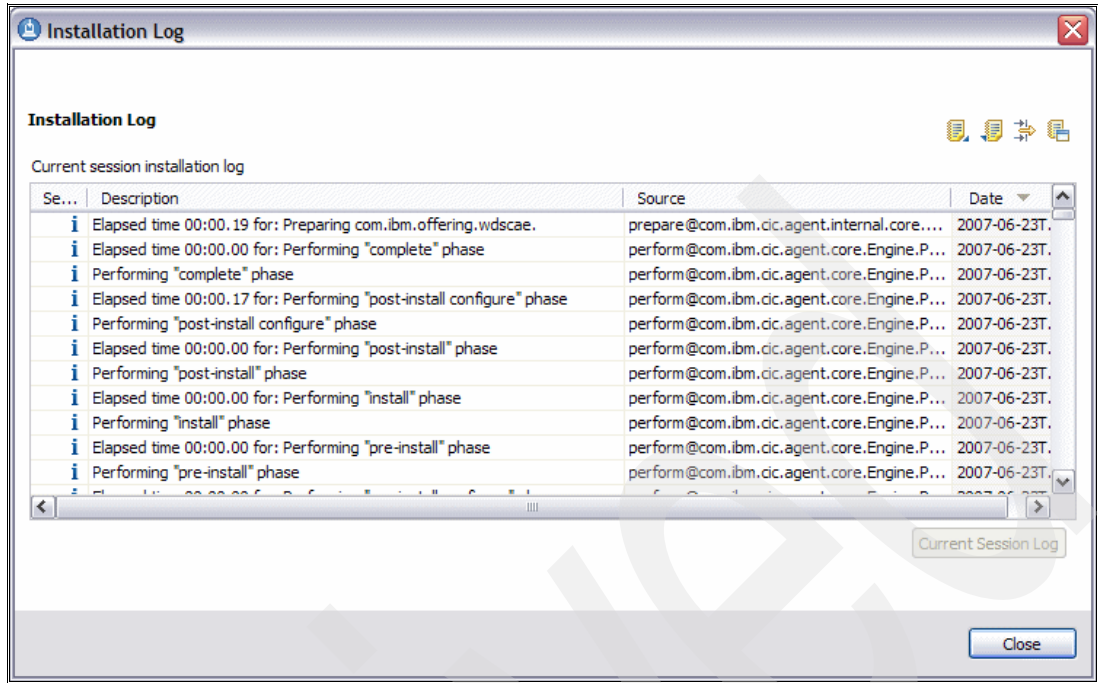 Installation Log
Installation Log
Current session installation log
Se... Description Source Date
Elapsed time 00:00.19 for: Preparing com.ibm.offering.wdscae. prepare@com.ibm.cic.agent.internal.core.... 2007-06-23T.
Elapsed time 00:00.00 for: Performing "complete" phase perform@com.ibm.cic.agent.core.Engine.P... 2007-06-23T.
Performing "complete" phase perform@com.ibm.cic.agent.core.Engine.P... 2007-06-23T.
Elapsed time 00:00.17 for: Performing "post-install configure" phase perform@com.ibm.cic.agent.core.Engine.P... 2007-06-23T.
Performing "post-install configure" phase perform@com.ibm.cic.agent.core.Engine.P... 2007-06-23T.
Elapsed time 00:00.00 for: Performing "post-install" phase perform@com.ibm.cic.agent.core.Engine.P... 2007-06-23T.
Performing "post-install" phase perform@com.ibm.cic.agent.core.Engine.P... 2007-06-23T.
Elapsed time 00:00.00 for: Performing "install" phase perform@com.ibm.cic.agent.core.Engine.P... 2007-06-23T.
Performing "install" phase perform@com.ibm.cic.agent.core.Engine.P... 2007-06-23T.
Elapsed time 00:00.00 for: Performing "pre-install" phase perform@com.ibm.cic.agent.core.Engine.P... 2007-06-23T.
Performing "pre-install" phase perform@com.ibm.cic.agent.core.Engine.P... 2007-06-23T.
Current Session Log
Close